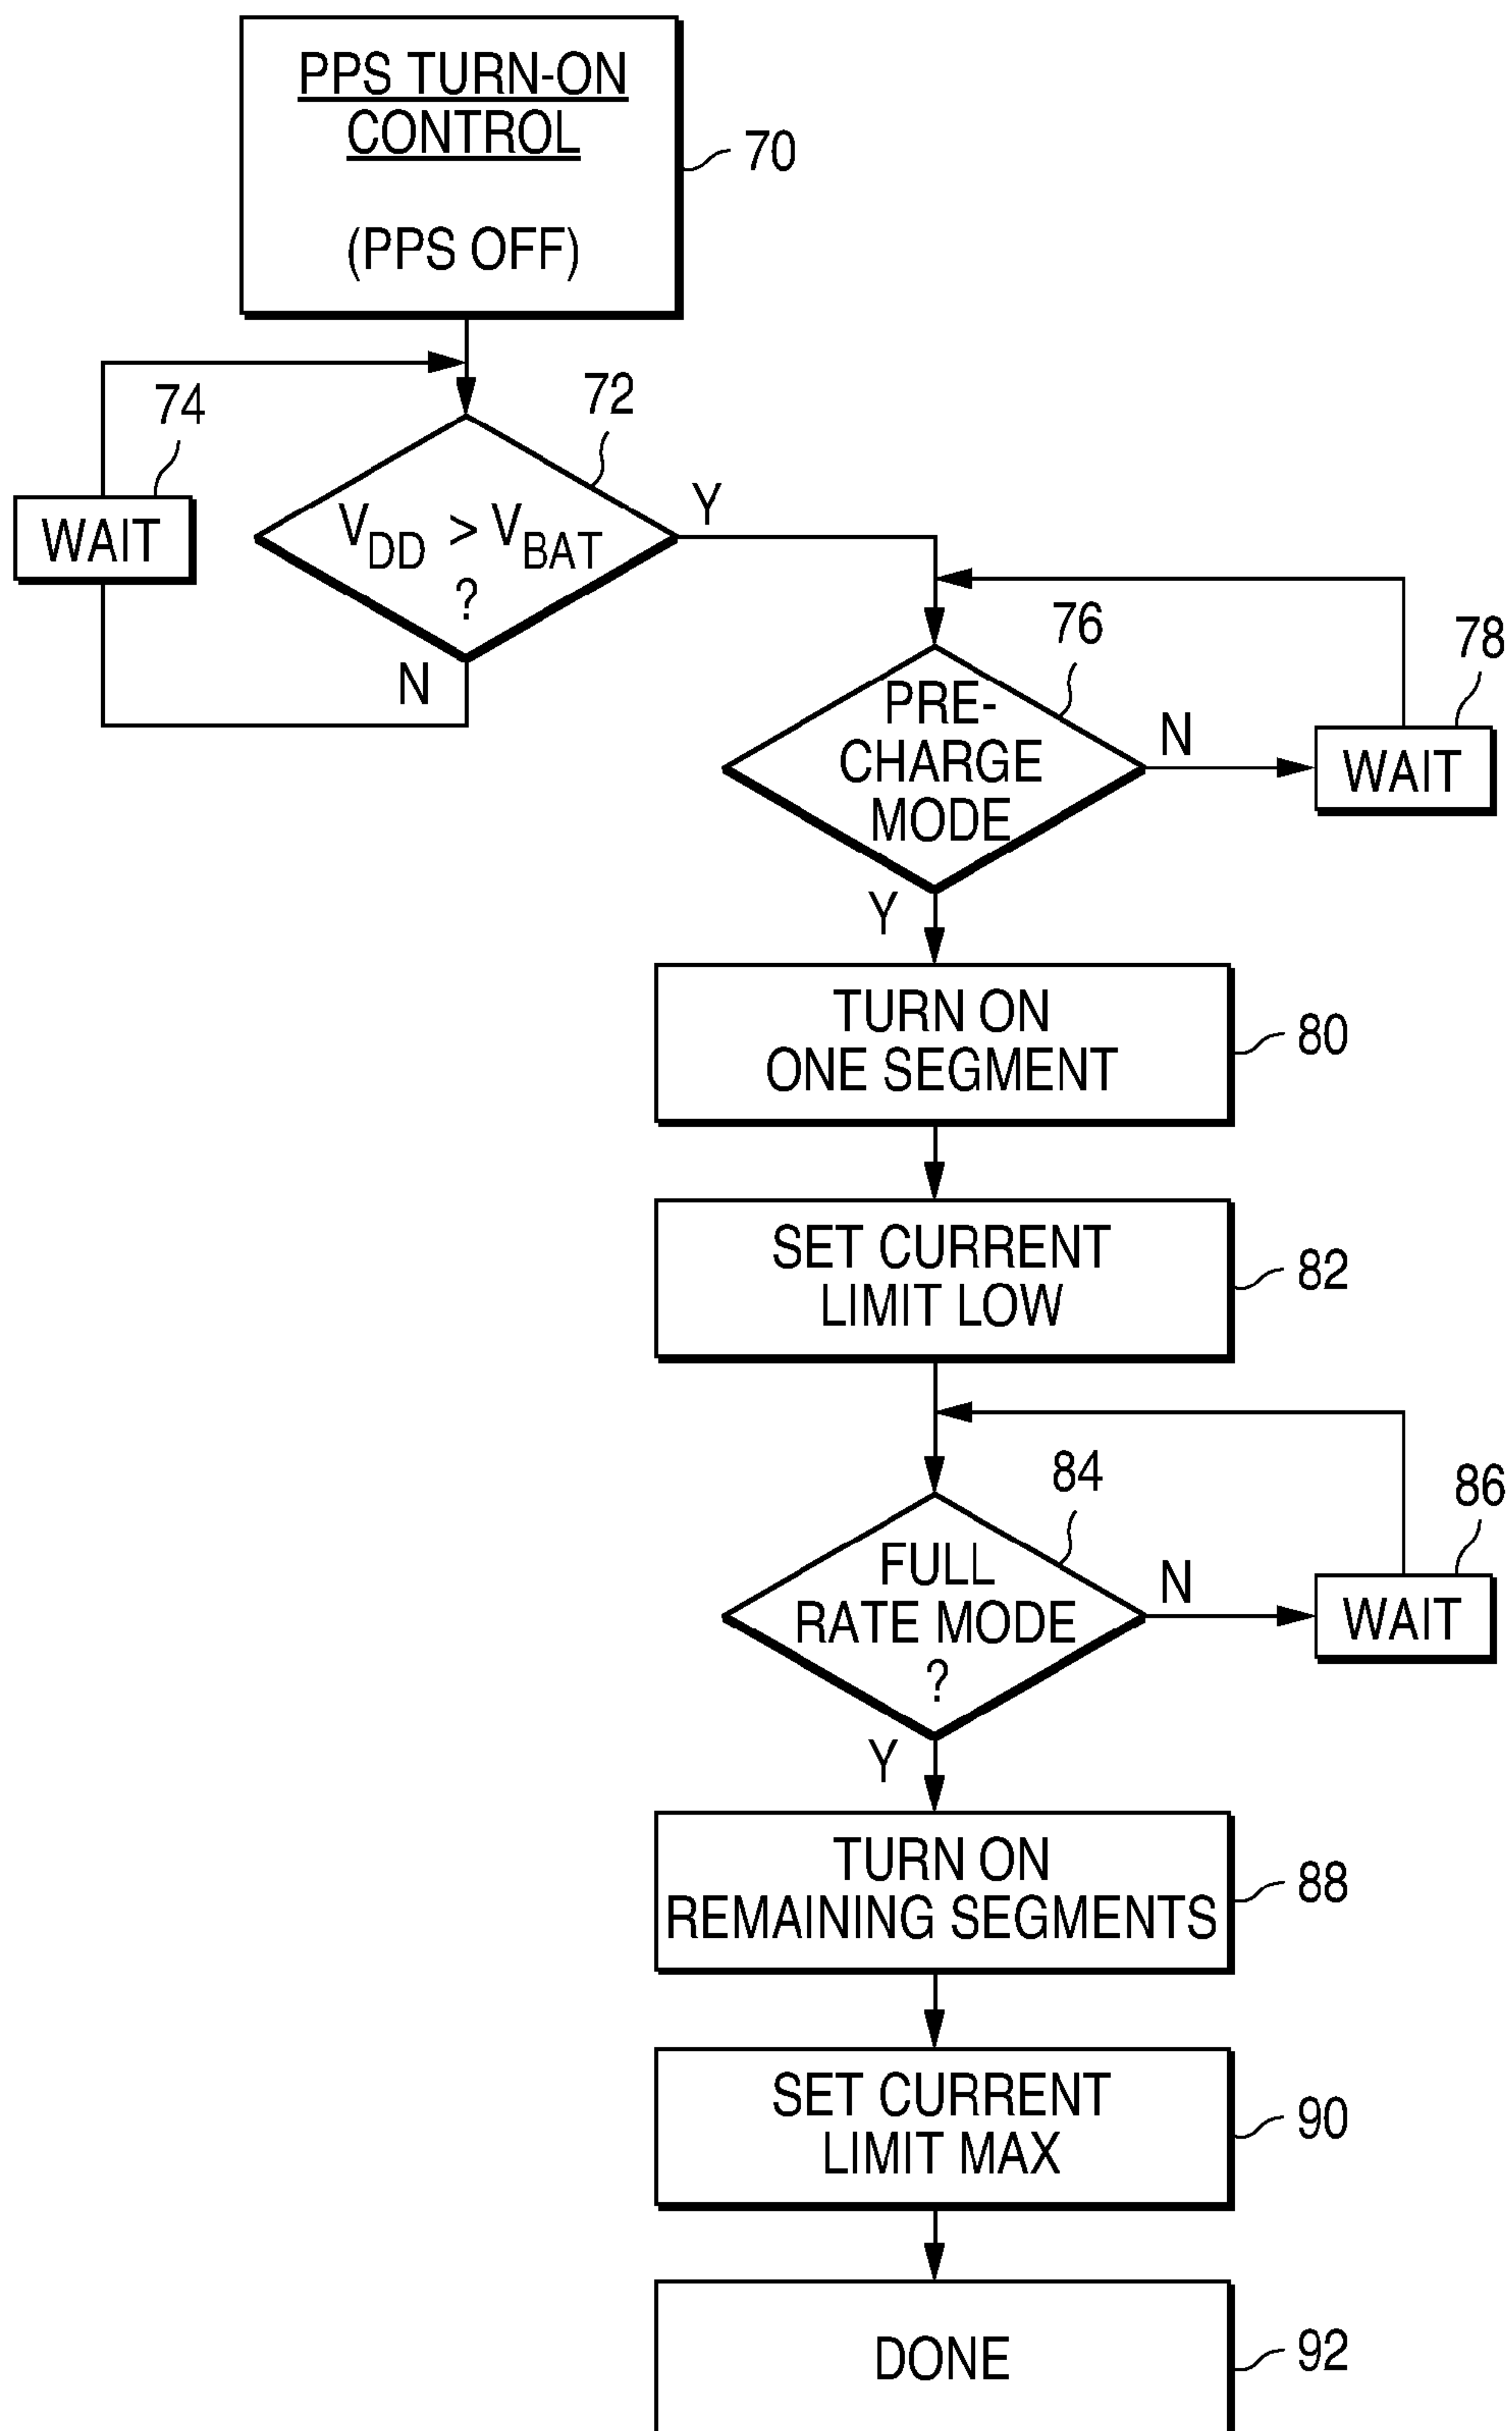 PPS TURN-ON
CONTROL
(PPS OFF)
70
72
74
WAIT
VDD > VBAT
?
Y
N
76
78
PRE-
CHARGE
MODE
N
WAIT
Y
TURN ON
ONE SEGMENT
80
SET CURRENT
LIMIT LOW
82
84
86
FULL
RATE MODE
?
N
WAIT
Y
TURN ON
REMAINING SEGMENTS
88
SET CURRENT
LIMIT MAX
90
DONE
92